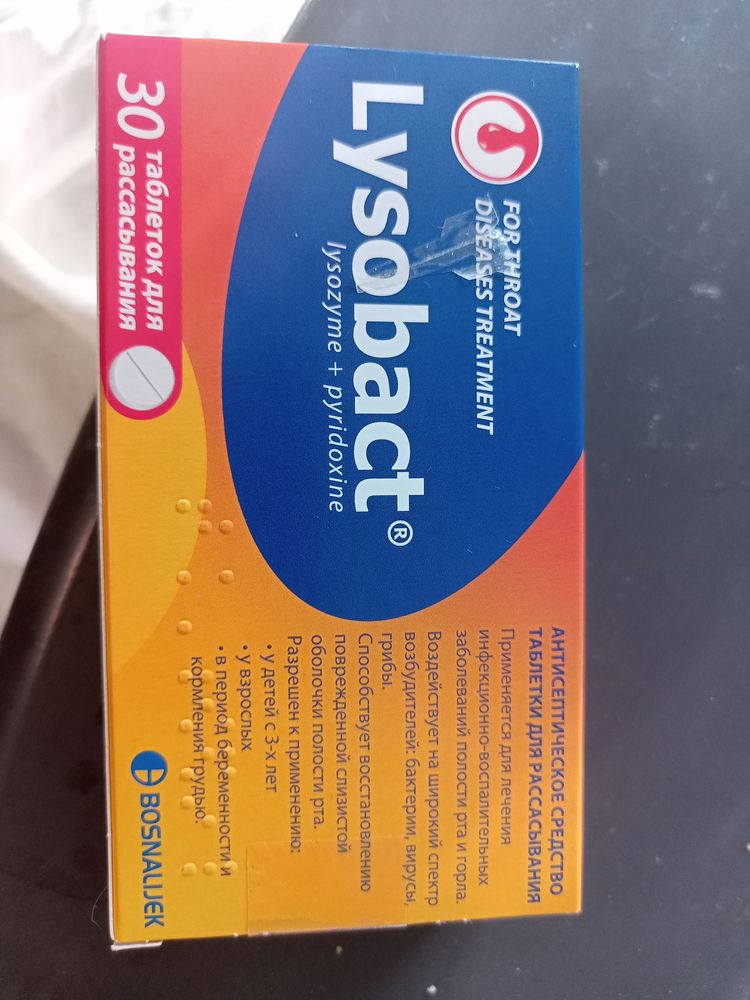 FOR THROAT
DISEASES TREATMENT
Lysobact®
lysozyme + pyridoxine
30 таблеток для
рассасывания
АНТИСЕПТИЧЕСКОЕ СРЕДСТВО
ТАБЛЕТКИ ДЛЯ РАССАСЫВАНИЯ
Применяется для лечения
инфекционно-воспалительных
заболеваний полости рта и горла.
Воздействует на широкий спектр
возбудителей: бактерии, вирусы,
грибы.
Способствует восстановлению
поврежденной слизистой
оболочки полости рта.
Разрешен к применению:
• у детей с 3-х лет
• у взрослых
• в период беременности и
кормления грудью.
BOSNALIJEK